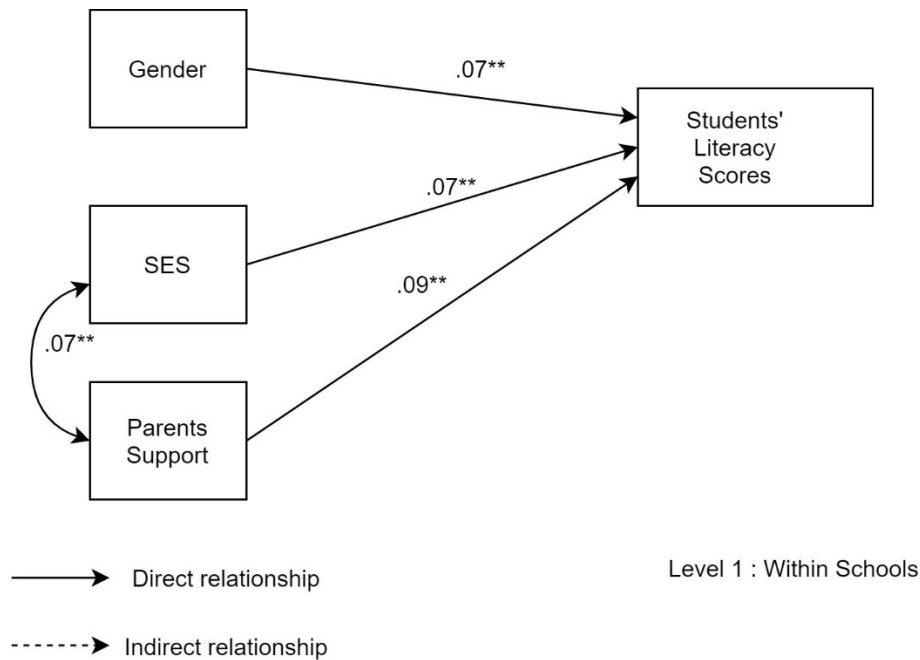 Gender
.07**
Students'
Literacy
Scores
.07**
SES
.09**
.07**
Parents
Support
Direct relationship
Level 1 : Within Schools
Indirect relationship